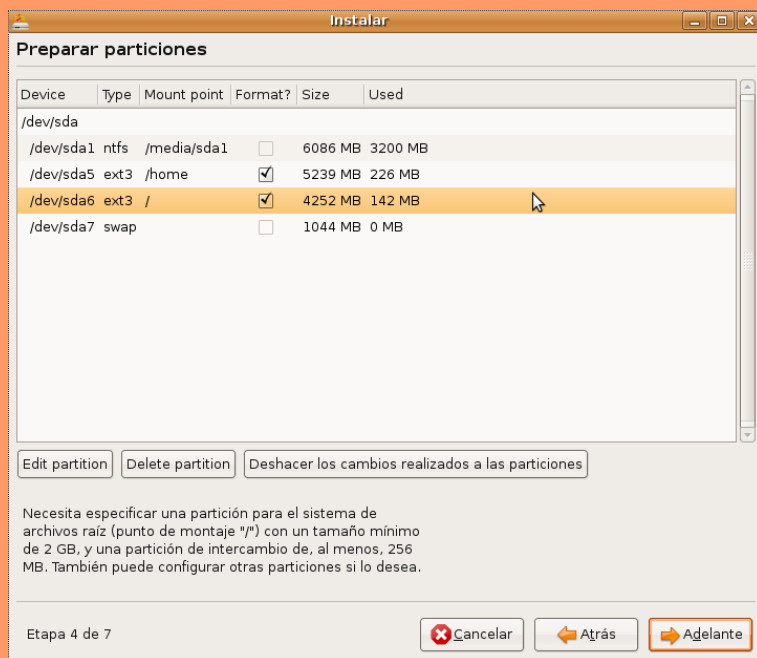 Instalar
Preparar particiones
Device Type Mount point Format? Size Used
/dev/sda
/dev/sda1 ntfs /media/sda1 6086 MB 3200 MB
/dev/sda5 ext3 /home 5239 MB 226 MB
/dev/sda6 ext3 / 4252 MB 142 MB
/dev/sda7 swap 1044 MB 0 MB
Edit partition Delete partition Deshacer los cambios realizados a las particiones
Necesita especificar una partición para el sistema de
archivos raíz (punto de montaje "/") con un tamaño mínimo
de 2 GB, y una partición de intercambio de, al menos, 256
MB. También puede configurar otras particiones si lo desea.
Etapa 4 de 7 Cancelar Atrás Adelante